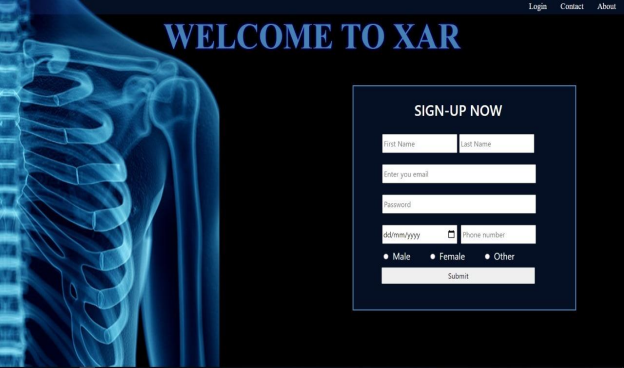 Login Contact About
WELCOME TO XAR
SIGN-UP NOW
First Name Last Name
Enter you email
Password
dd/mm/yyyy Phone number
Male Female Other
Submit